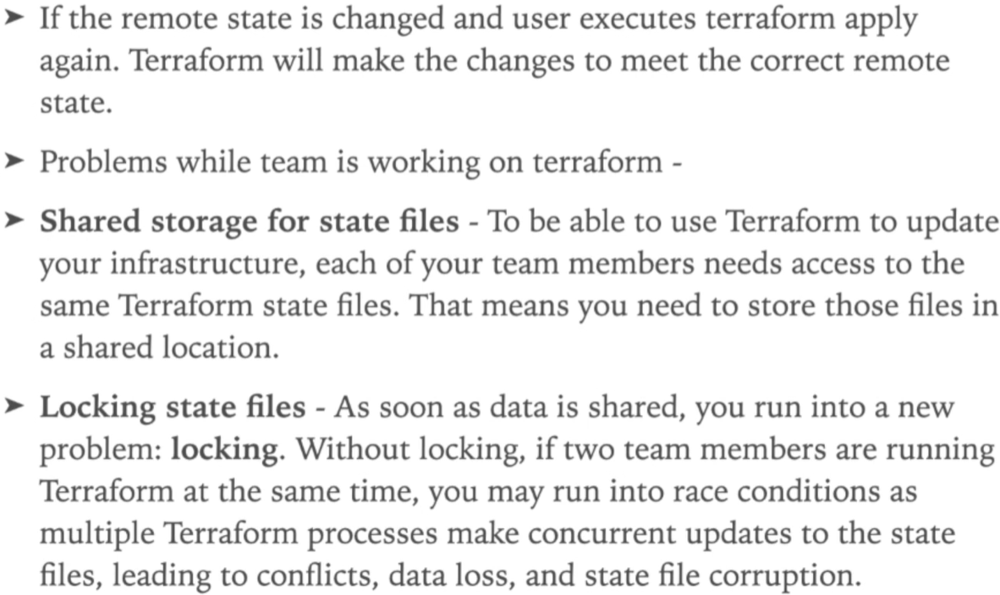 ➤ If the remote state is changed and user executes terraform apply
again. Terraform will make the changes to meet the correct remote
state.
➤ Problems while team is working on terraform -
➤ Shared storage for state files - To be able to use Terraform to update
your infrastructure, each of your team members needs access to the
same Terraform state files. That means you need to store those files in
a shared location.
➤ Locking state files - As soon as data is shared, you run into a new
problem: locking. Without locking, if two team members are running
Terraform at the same time, you may run into race conditions as
multiple Terraform processes make concurrent updates to the state
files, leading to conflicts, data loss, and state file corruption.